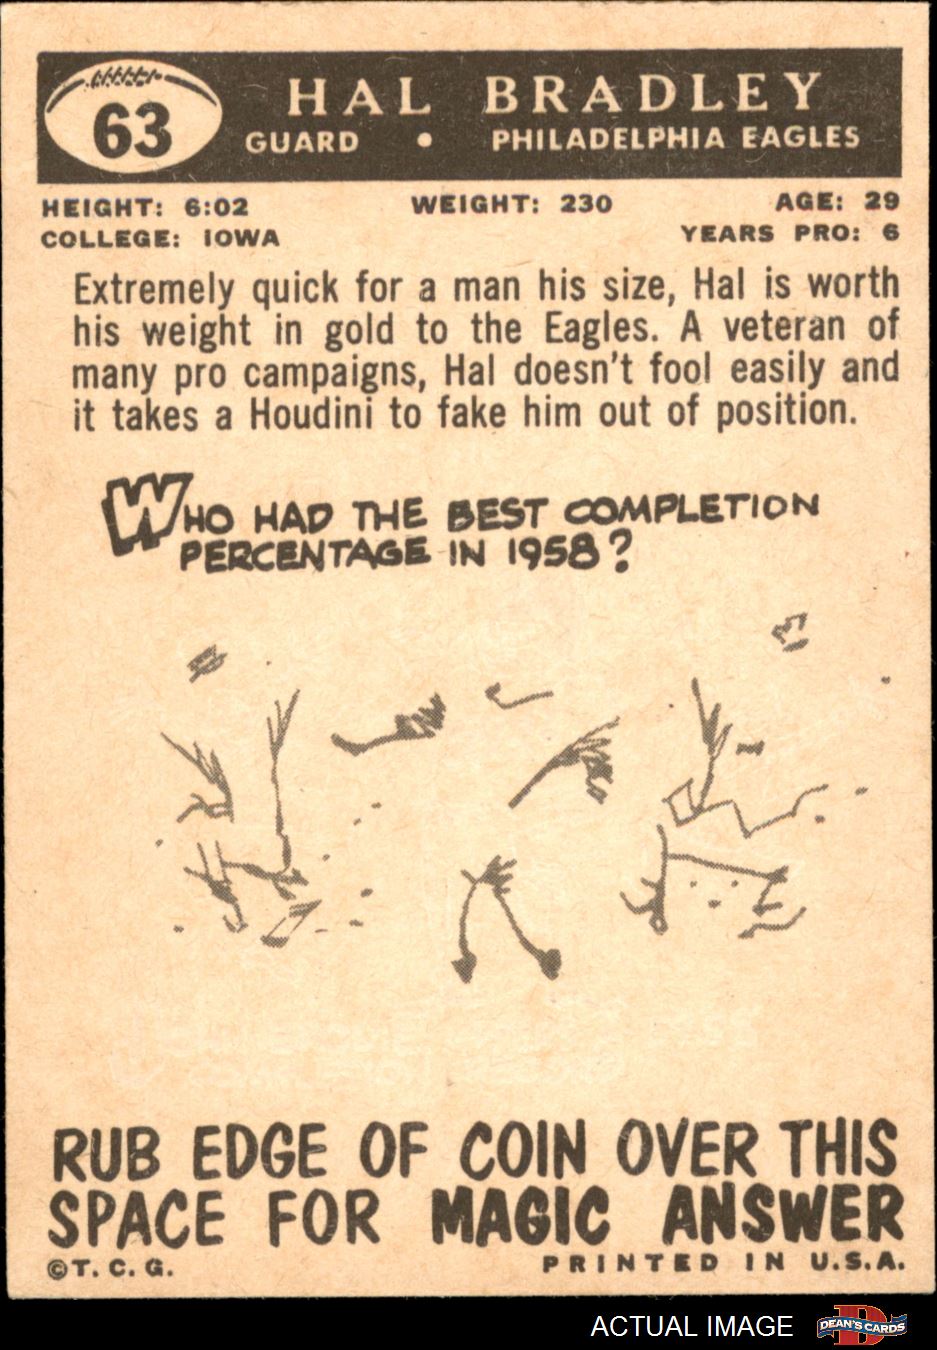 63
HAL BRADLEY
GUARD • PHILADELPHIA EAGLES
HEIGHT: 6:02 WEIGHT: 230 AGE: 29
COLLEGE: IOWA YEARS PRO: 6
Extremely quick for a man his size, Hal is worth
his weight in gold to the Eagles. A veteran of
many pro campaigns, Hal doesn't fool easily and
it takes a Houdini to fake him out of position.
WHO HAD THE BEST COMPLETION
PERCENTAGE IN 1958?
RUB EDGE OF COIN OVER THIS
SPACE FOR MAGIC ANSWER
©T. C. G. PRINTED IN U.S.A.
ACTUAL IMAGE
D
DEAN'S CARDS